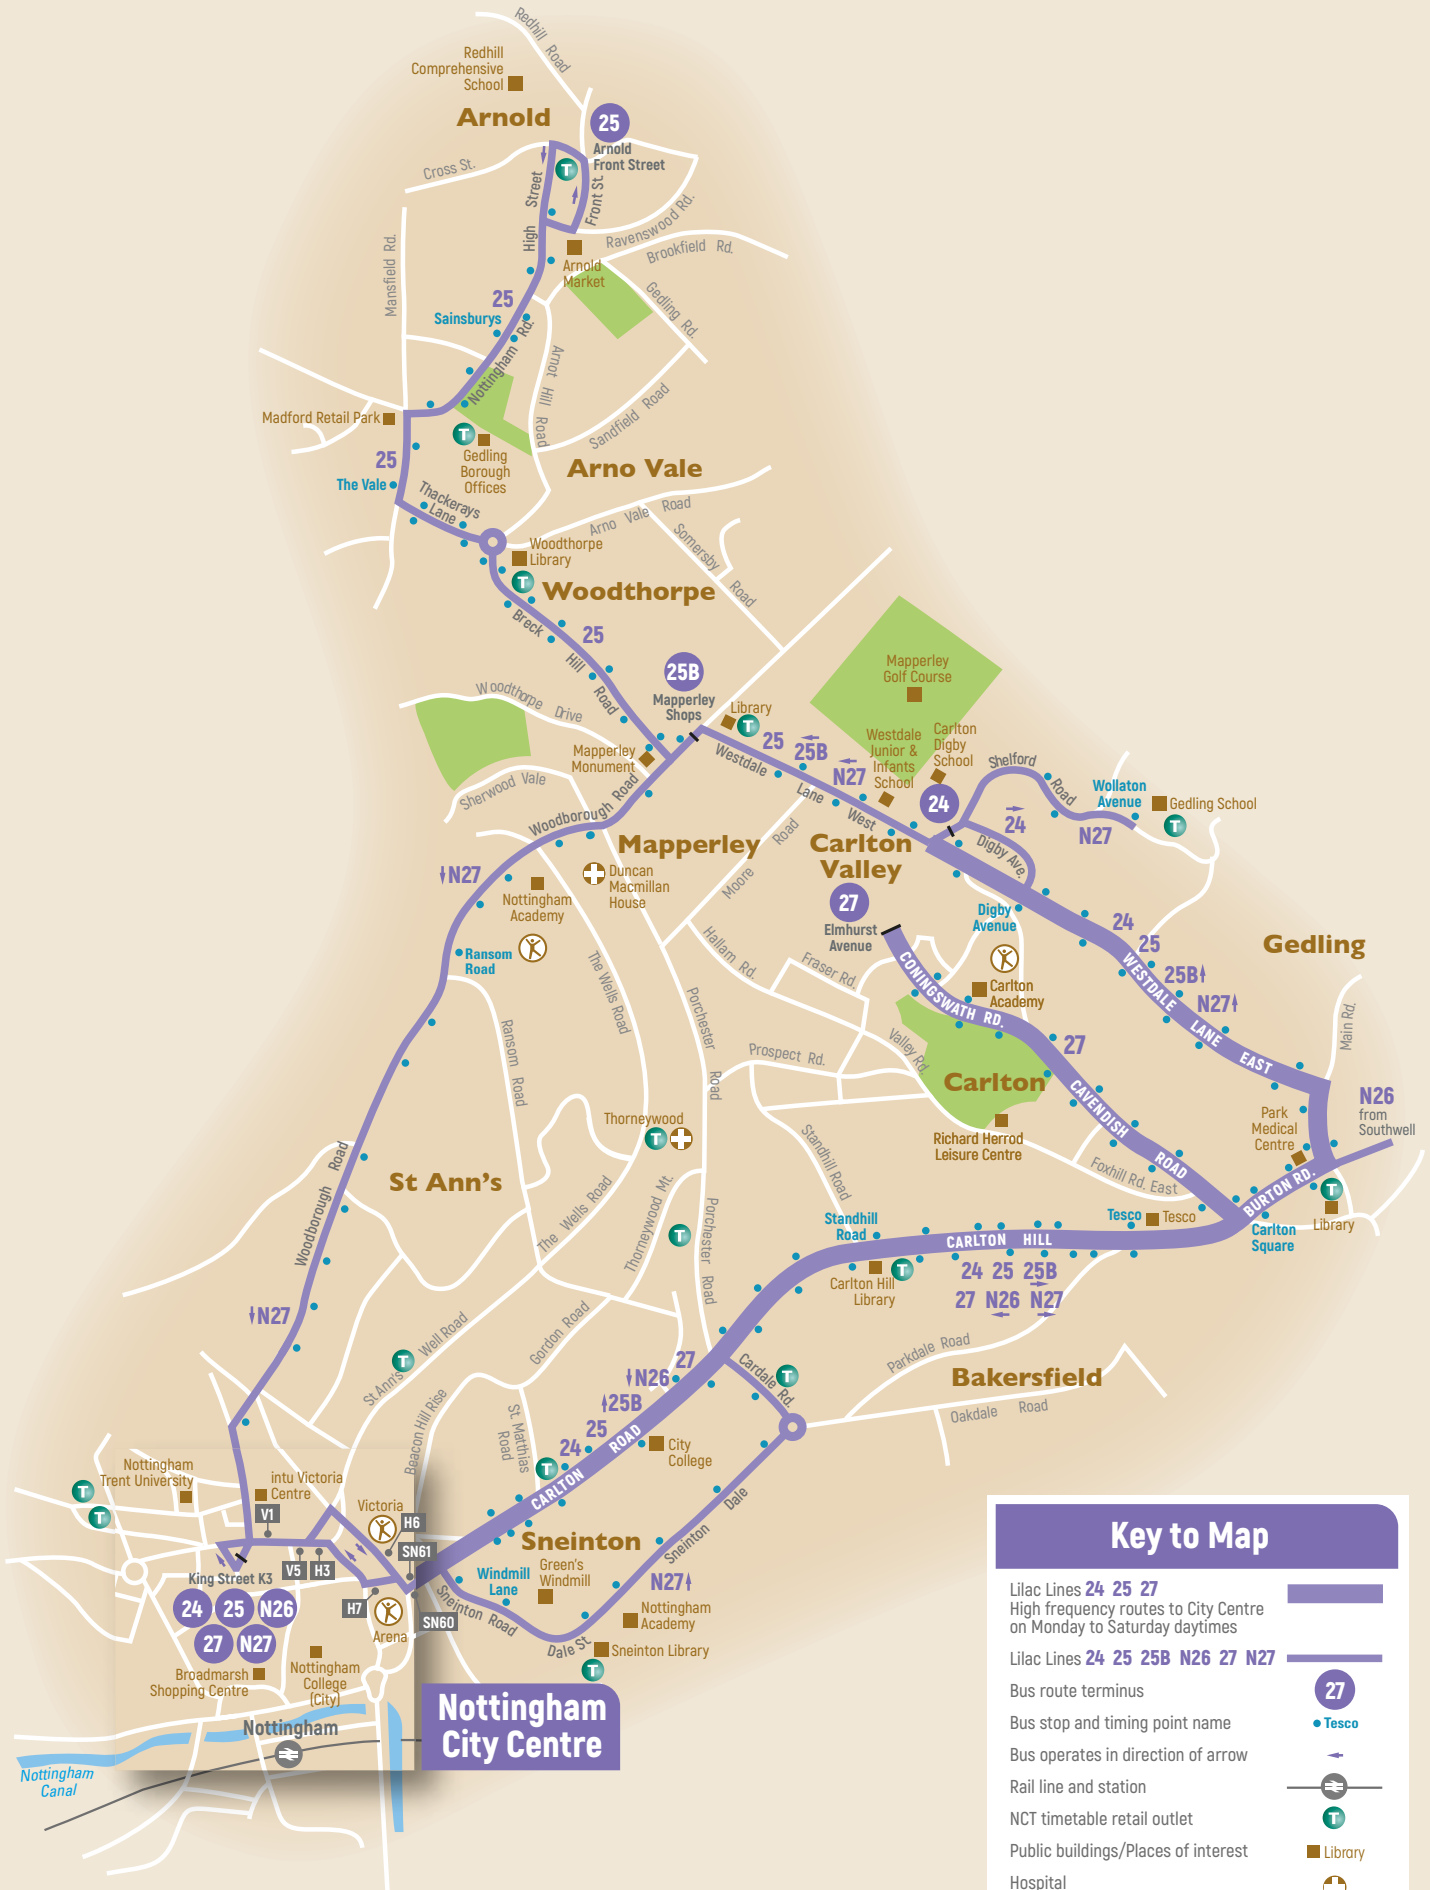 Redhill Road
Redhill
Comprehensive
School
Arnold
25
Arnold
Front Street
Cross St.
High Street
Front St.
Ravenswood Rd.
Brookfield Rd.
Mansfield Rd.
Arnold
Market
Gedling Rd.
25
Sainsburys
Nottingham Rd.
Arnot Hill Road
Sandfield Road
Madford Retail Park
T
Gedling
Borough
Offices
25
The Vale
Thackerays
Lane
Arno Vale
Arno Vale Road
Somersby Road
Woodthorpe
Library
T
Woodthorpe
Breck Hill Road
25
25B
Mapperley
Shops
Library
T
Woodthorpe Drive
Mapperley
Monument
Sherwood Vale
Woodborough Road
Westdale Lane West
25
25B
N27
Mapperley
Golf Course
Westdale
Junior &
Infants
School
Carlton
Digby
School
24
Shelford Road
Wollaton
Avenue
Gedling School
T
24
N27
Digby Ave.
Mapperley
Carlton
Valley
Moore Road
N27
Duncan
Macmillan
House
Nottingham
Academy
27
Elmhurst
Avenue
Digby
Avenue
24
25
25B
N27
Gedling
Ransom
Road
The Wells Road
Hallam Rd.
Fraser Rd.
CONINGSWATH RD.
Carlton
Academy
WESTDALE LANE EAST
Main Rd.
Ransom Road
Porchester Road
Prospect Rd.
Valley Rd.
27
Carlton
CAVENDISH ROAD
N26
from
Southwell
Park
Medical
Centre
Thorneywood
T
Richard Herrod
Leisure Centre
Standhill Road
Foxhill Rd. East
Woodborough Road
St Ann's
The Wells Road
Thorneywood Mt.
Porchester Road
T
BURTON RD.
T
Library
Standhill
Road
Tesco
Tesco
Carlton
Square
CARLTON HILL
Carlton Hill
Library
T
24 25 25B
27 N26 N27
N27
St Ann's Well Road
T
Gordon Road
Parkdale Road
Bakersfield
Oakdale Road
27
N26
25B
25
24
Cardale Rd.
T
Beacon Hill Rise
St. Matthias
Road
T
CARLTON ROAD
City
College
Nottingham
Trent University
T
T
intu Victoria
Centre
V1
Victoria
H6
SN61
V5
H3
H7
SN60
King Street K3
24 25 N26
27 N27
Arena
Sneinton
Windmill
Lane
Green's
Windmill
Sneinton Road
Sneinton Dale
N27
Nottingham
Academy
Dale St.
Sneinton Library
T
Broadmarsh
Shopping Centre
Nottingham
College
(City)
Nottingham
City Centre
Nottingham
Nottingham
Canal
Key to Map
Lilac Lines 24 25 27
High frequency routes to City Centre
on Monday to Saturday daytimes
Lilac Lines 24 25 25B N26 27 N27
Bus route terminus
27
Bus stop and timing point name
Tesco
Bus operates in direction of arrow
Rail line and station
NCT timetable retail outlet
T
Public buildings/Places of interest
Library
Hospital